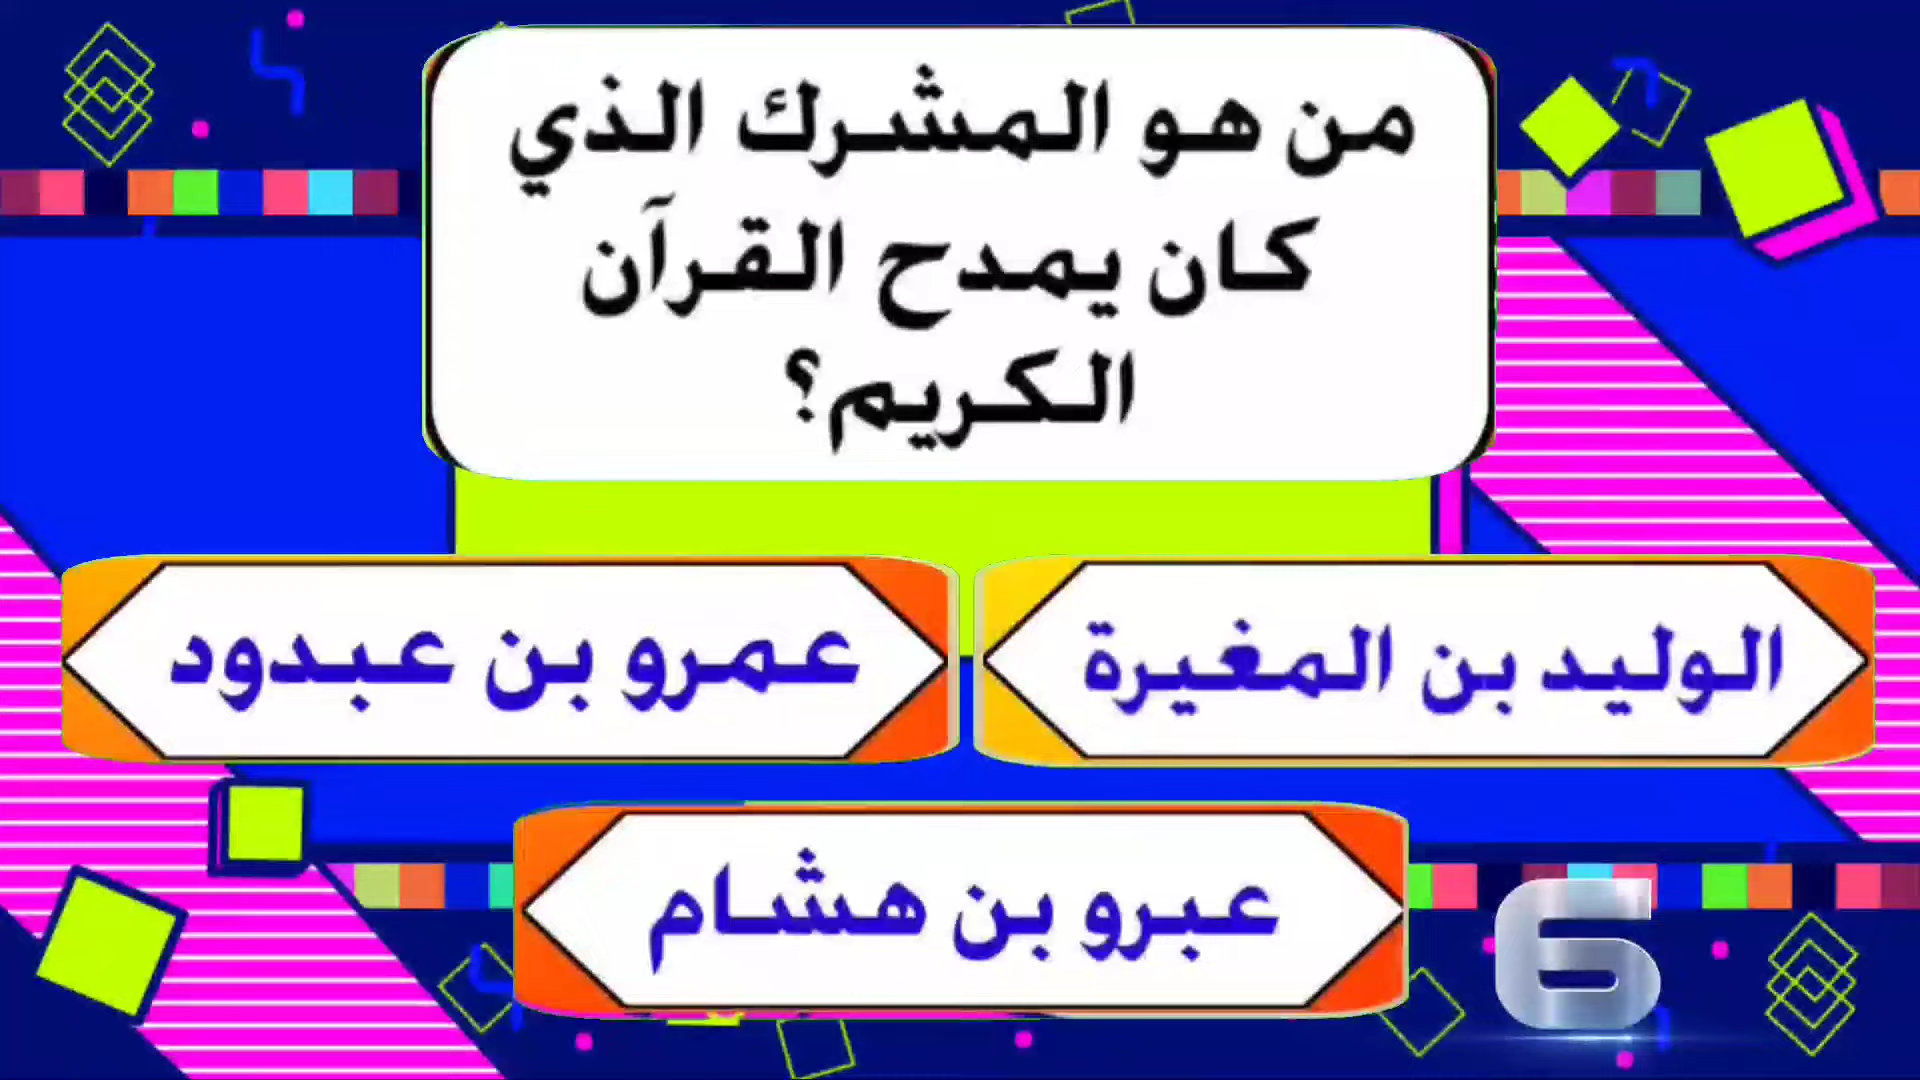 من هو المشرك الذي
كان يمدح القرآن
الكريم؟
الوليد بن المغيرة
عمرو بن عبدود
عبرو بن هشام
6